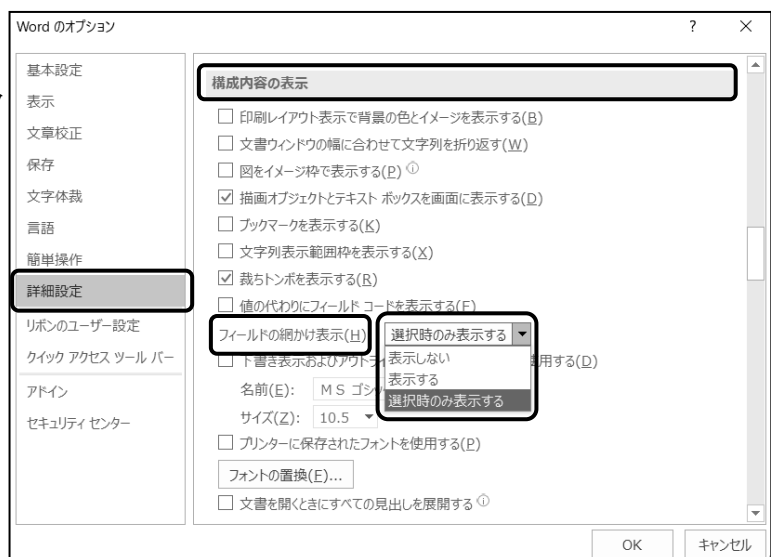 Word のオプション ? ×
基本設定
表示
文章校正
保存
文字体裁
言語
簡単操作
詳細設定
リボンのユーザー設定
クイック アクセス ツール バー
アドイン
セキュリティ センター
構成内容の表示
印刷レイアウト表示で背景の色とイメージを表示する(B)
文書ウィンドウの幅に合わせて文字列を折り返す(W)
図をイメージ枠で表示する(P)
描画オブジェクトとテキスト ボックスを画面に表示する(D)
ブックマークを表示する(K)
文字列表示範囲枠を表示する(X)
裁ちトンボを表示する(R)
値の代わりにフィールド コードを表示する(F)
フィールドの網かけ表示(H) 選択時のみ表示する
表示しない
表示する
選択時のみ表示する
下書き表示およびアウトライ 使用する(D)
名前(E): ＭＳ ゴシ
サイズ(Z): 10.5
プリンターに保存されたフォントを使用する(P)
フォントの置換(F)...
文書を開くときにすべての見出しを展開する
OK キャンセル